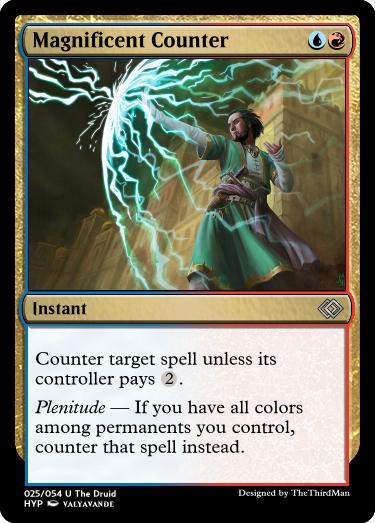 Magnificent Counter
Instant
Counter target spell unless its
controller pays 2.
Plenitude — If you have all colors
among permanents you control,
counter that spell instead.
025/054 U The Druid
HYP VALYAVANDE
Designed by TheThirdMan